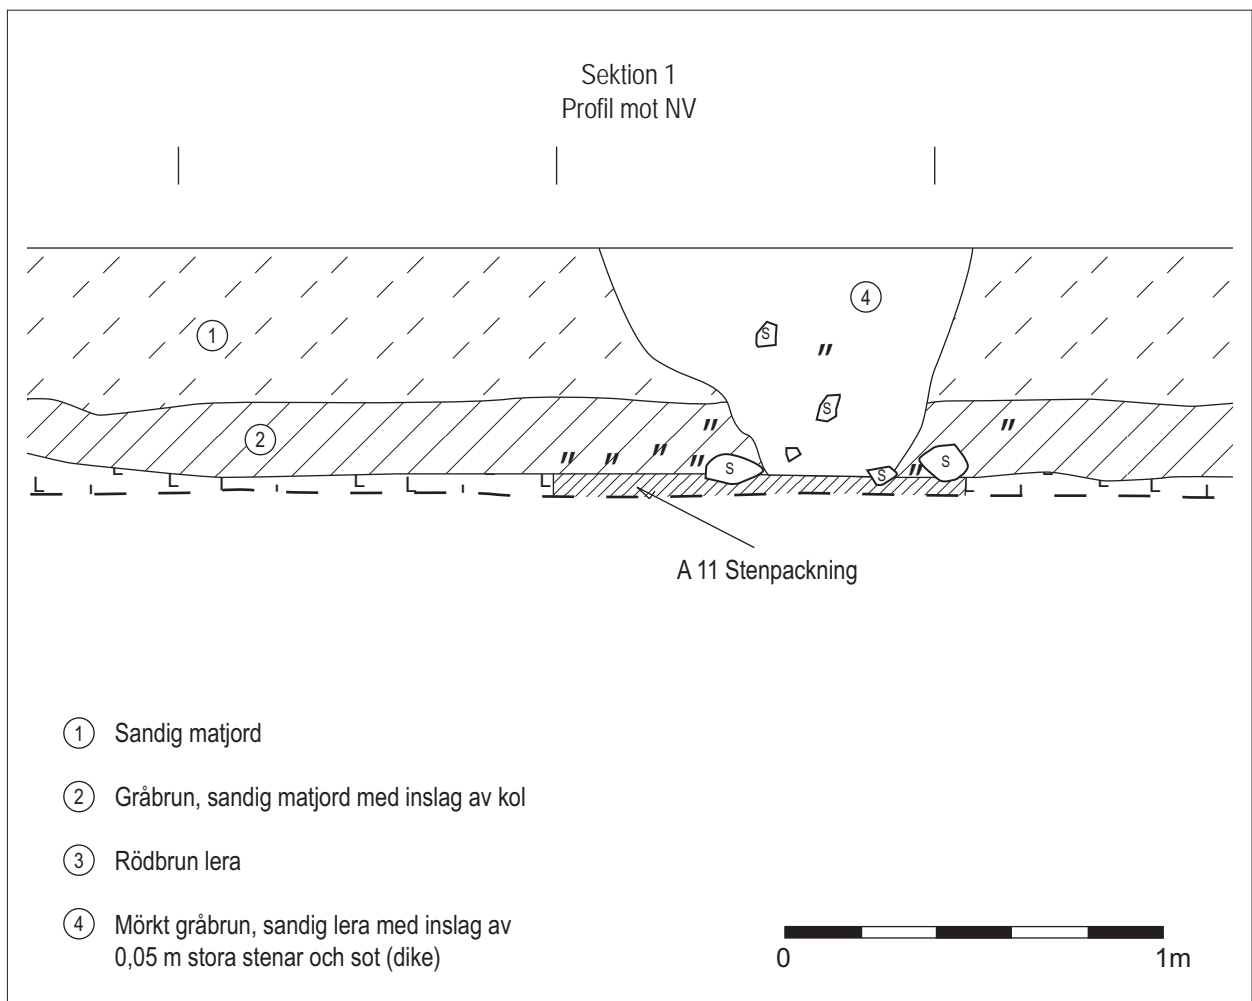 Sektion 1
Profil mot NV
4
S
1
S
2
S
S
S
A 11 Stenpackning
1 Sandig matjord
2 Gråbrun, sandig matjord med inslag av kol
3 Rödbrun lera
4 Mörkt gråbrun, sandig lera med inslag av
0,05 m stora stenar och sot (dike)
0 1m